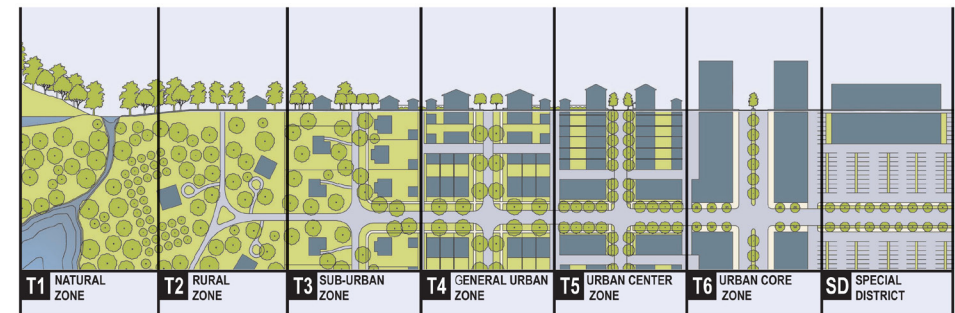 T1 NATURAL
ZONE
T2 RURAL
ZONE
T3 SUB-URBAN
ZONE
T4 GENERAL URBAN
ZONE
T5 URBAN CENTER
ZONE
T6 URBAN CORE
ZONE
SD SPECIAL
DISTRICT